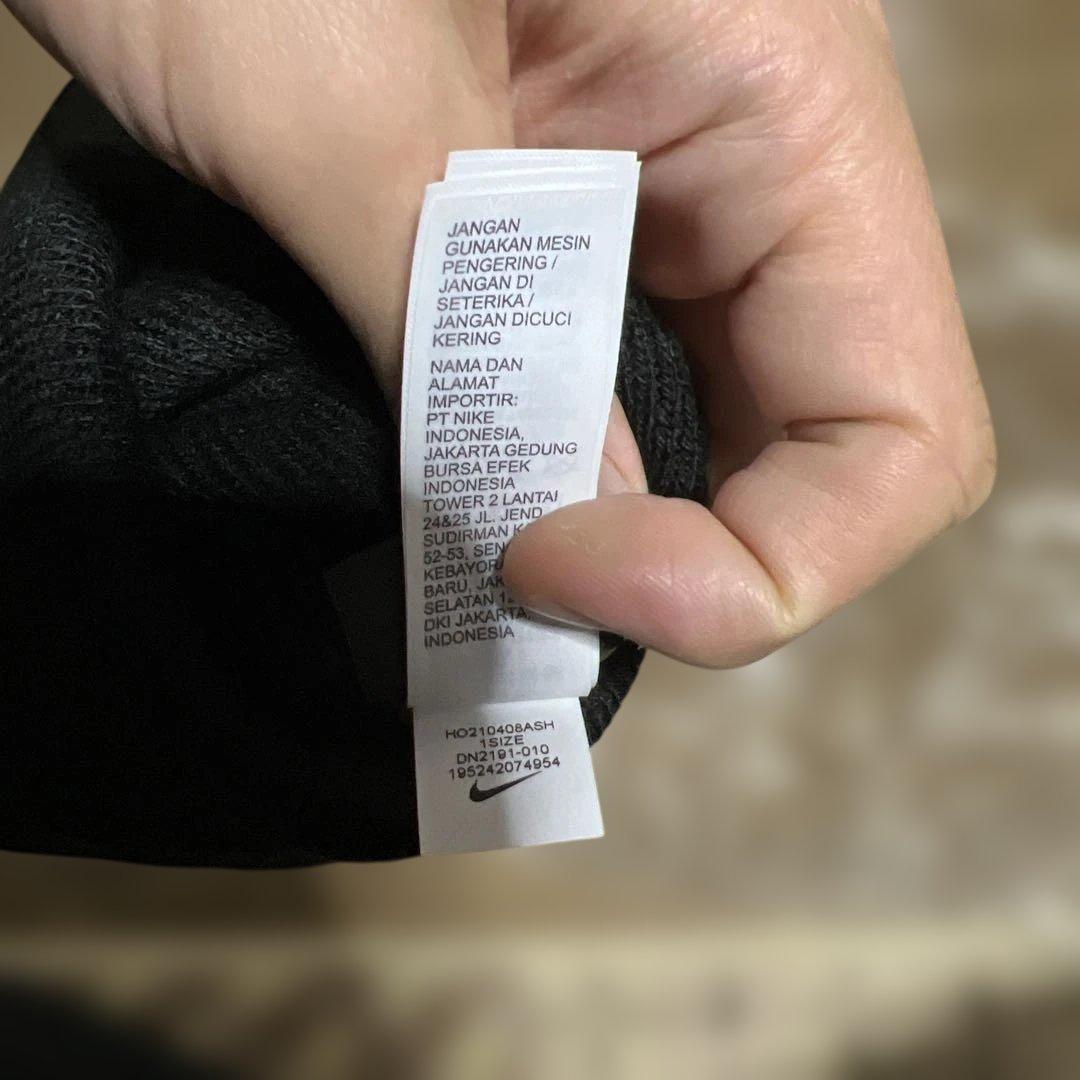 JANGAN
GUNAKAN MESIN
PENGERING /
JANGAN DI
SETERIKA /
JANGAN DICUCI
KERING
NAMA DAN
ALAMAT
IMPORTIR:
PT NIKE
INDONESIA,
JAKARTA GEDUNG
BURSA EFEK
INDONESIA
TOWER 2 LANTAI
24&25 JL. JEND
SUDIRMAN
52-53,
BARU,
SELATAN
DKI JAKARTA,
INDONESIA
HO210408ASH
1SIZE
DN2191-010
195242074954